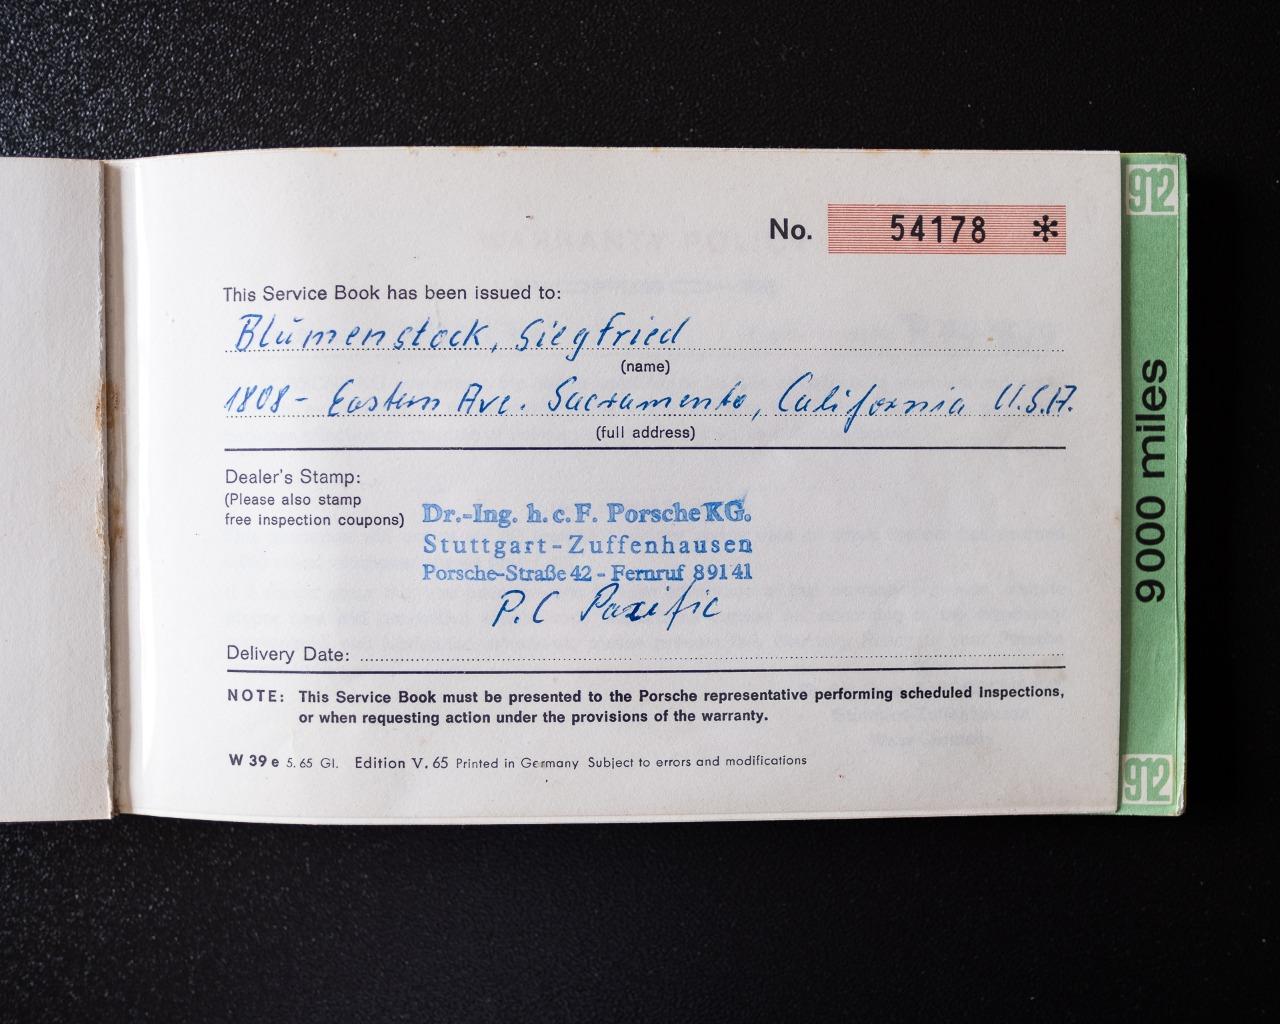 912
No. 54178 *
This Service Book has been issued to:
Blumenstock, Siegfried
(name)
1808 - Eastern Ave. Sacramento, California U.S.A.
(full address)
Dealer's Stamp:
(Please also stamp
free inspection coupons)
Dr.-Ing. h. c. F. Porsche KG.
Stuttgart-Zuffenhausen
Porsche-Straße 42 - Fernruf 89141
P.C Pazific
Delivery Date:
NOTE: This Service Book must be presented to the Porsche representative performing scheduled Inspections,
or when requesting action under the provisions of the warranty.
W 39 e 5. 65 Gl. Edition V. 65 Printed in Germany Subject to errors and modifications
9000 miles
912